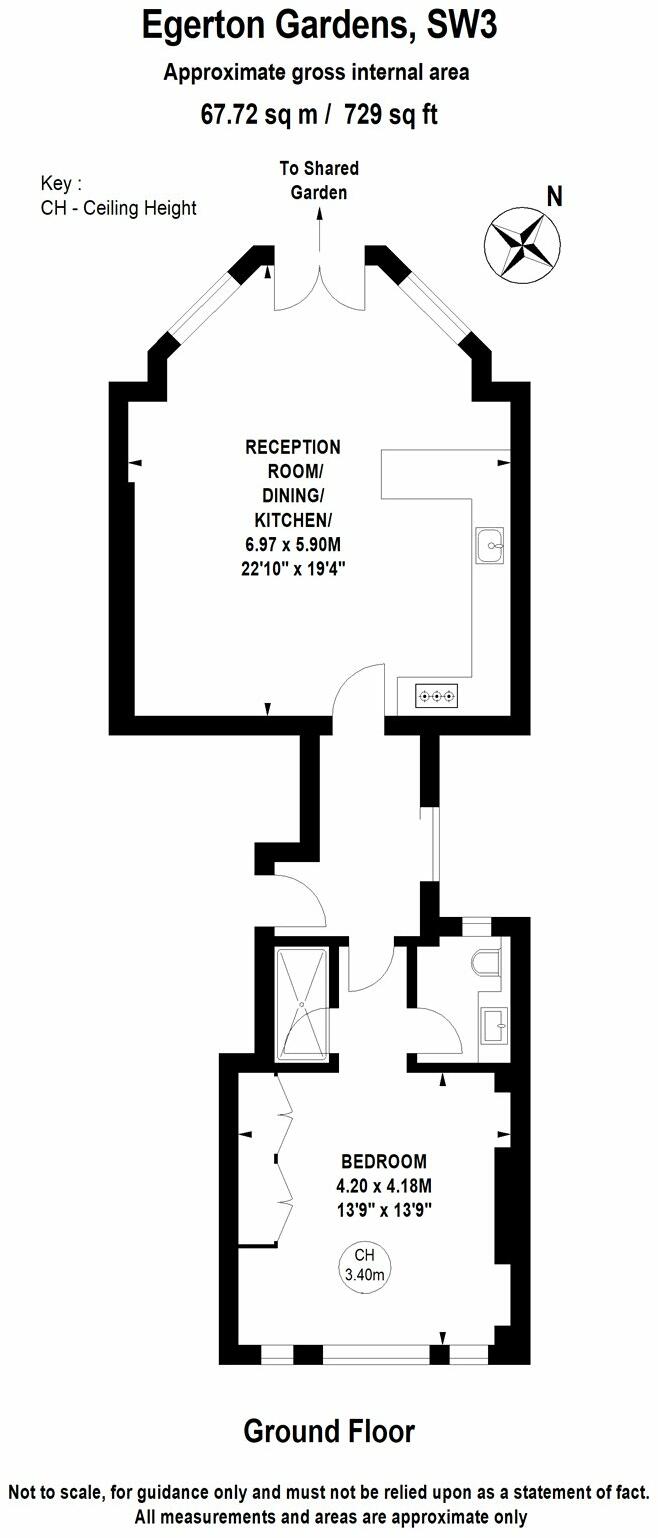 Egerton Gardens, SW3
Approximate gross internal area
67.72 sq m / 729 sq ft
To Shared
Garden
Key :
CH - Ceiling Height
N
RECEPTION
ROOM/
DINING/
KITCHEN/
6.97 x 5.90M
22'10" x 19'4"
BEDROOM
4.20 x 4.18M
13'9" x 13'9"
CH
3.40m
Ground Floor
Not to scale, for guidance only and must not be relied upon as a statement of fact.
All measurements and areas are approximate only